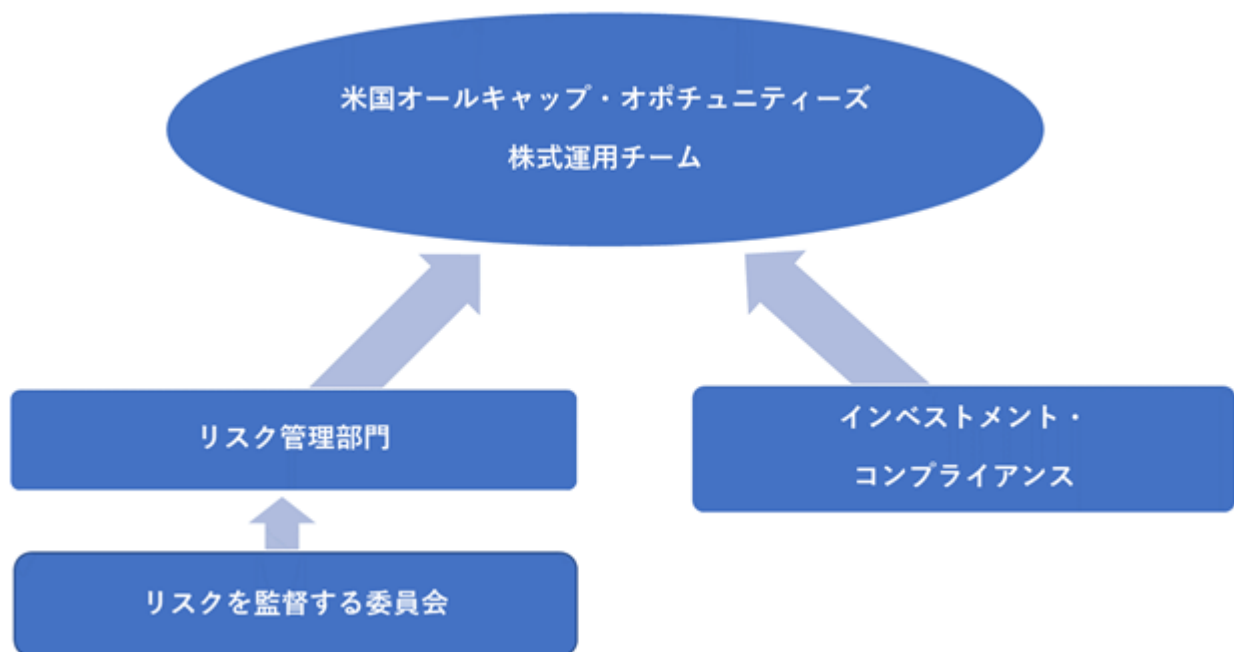 米国オールキャップ・オポチュニティーズ
株式運用チーム
リスク管理部門
インベストメント・
コンプライアンス
リスクを監督する委員会